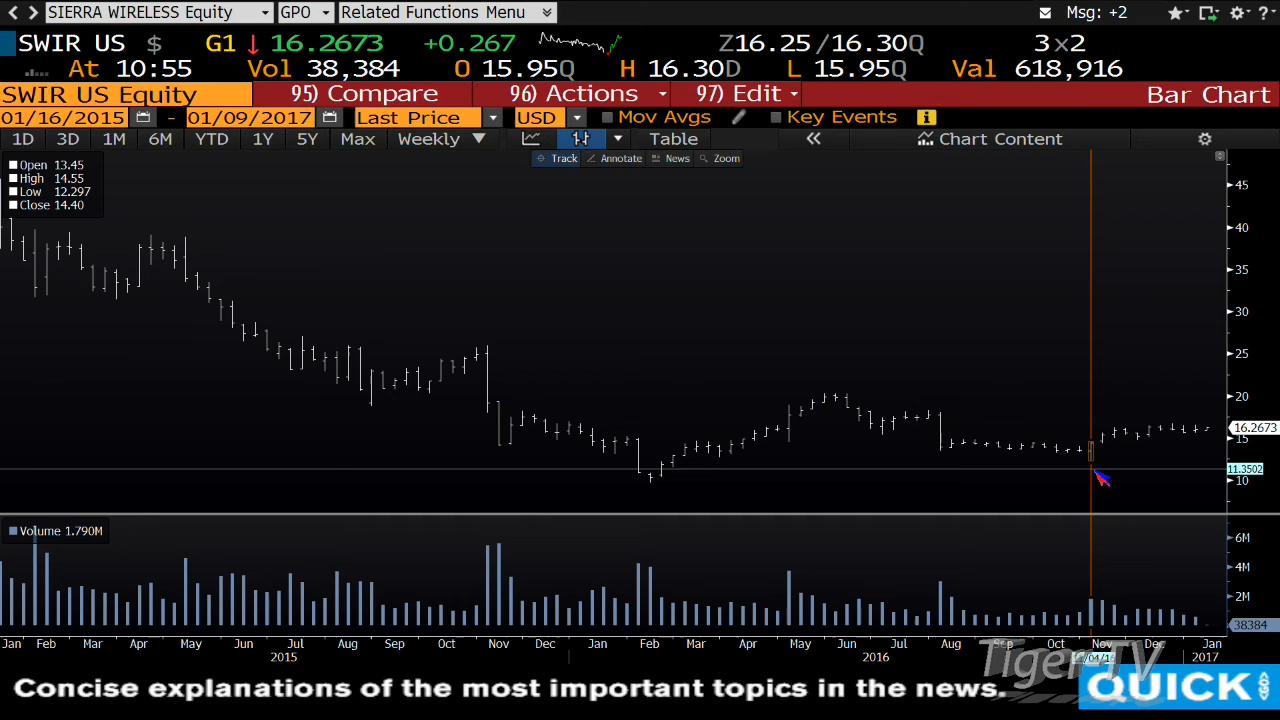 SIERRA WIRELESS Equity GPO Related Functions Menu Msg: +2 ?
SWIR US $ G1 16.2673 +0.267 Z16.25/16.30Q 3×2
At 10:55 Vol 38,384 O 15.95Q H 16.30D L 15.95Q Val 618,916
SWIR US Equity 95) Compare 96) Actions 97) Edit Bar Chart
01/16/2015 - 01/09/2017 Last Price USD Mov Avgs Key Events
1D 3D 1M 6M YTD 1Y 5Y Max Weekly Table « Chart Content
Track Annotate News Zoom
Open 13.45
High 14.55
Low 12.297
Close 14.40
45
40
35
30
25
20
16.2673
15
11.3502
10
Volume 1.790M
6M
4M
2M
38384
Jan Feb Mar Apr May Jun Jul Aug Sep Oct Nov Dec Jan Feb Mar Apr May Jun Jul Aug Sep Oct Nov Dec Jan
2015 2016 2017
Tiger-TV
Concise explanations of the most important topics in the news. QUICK